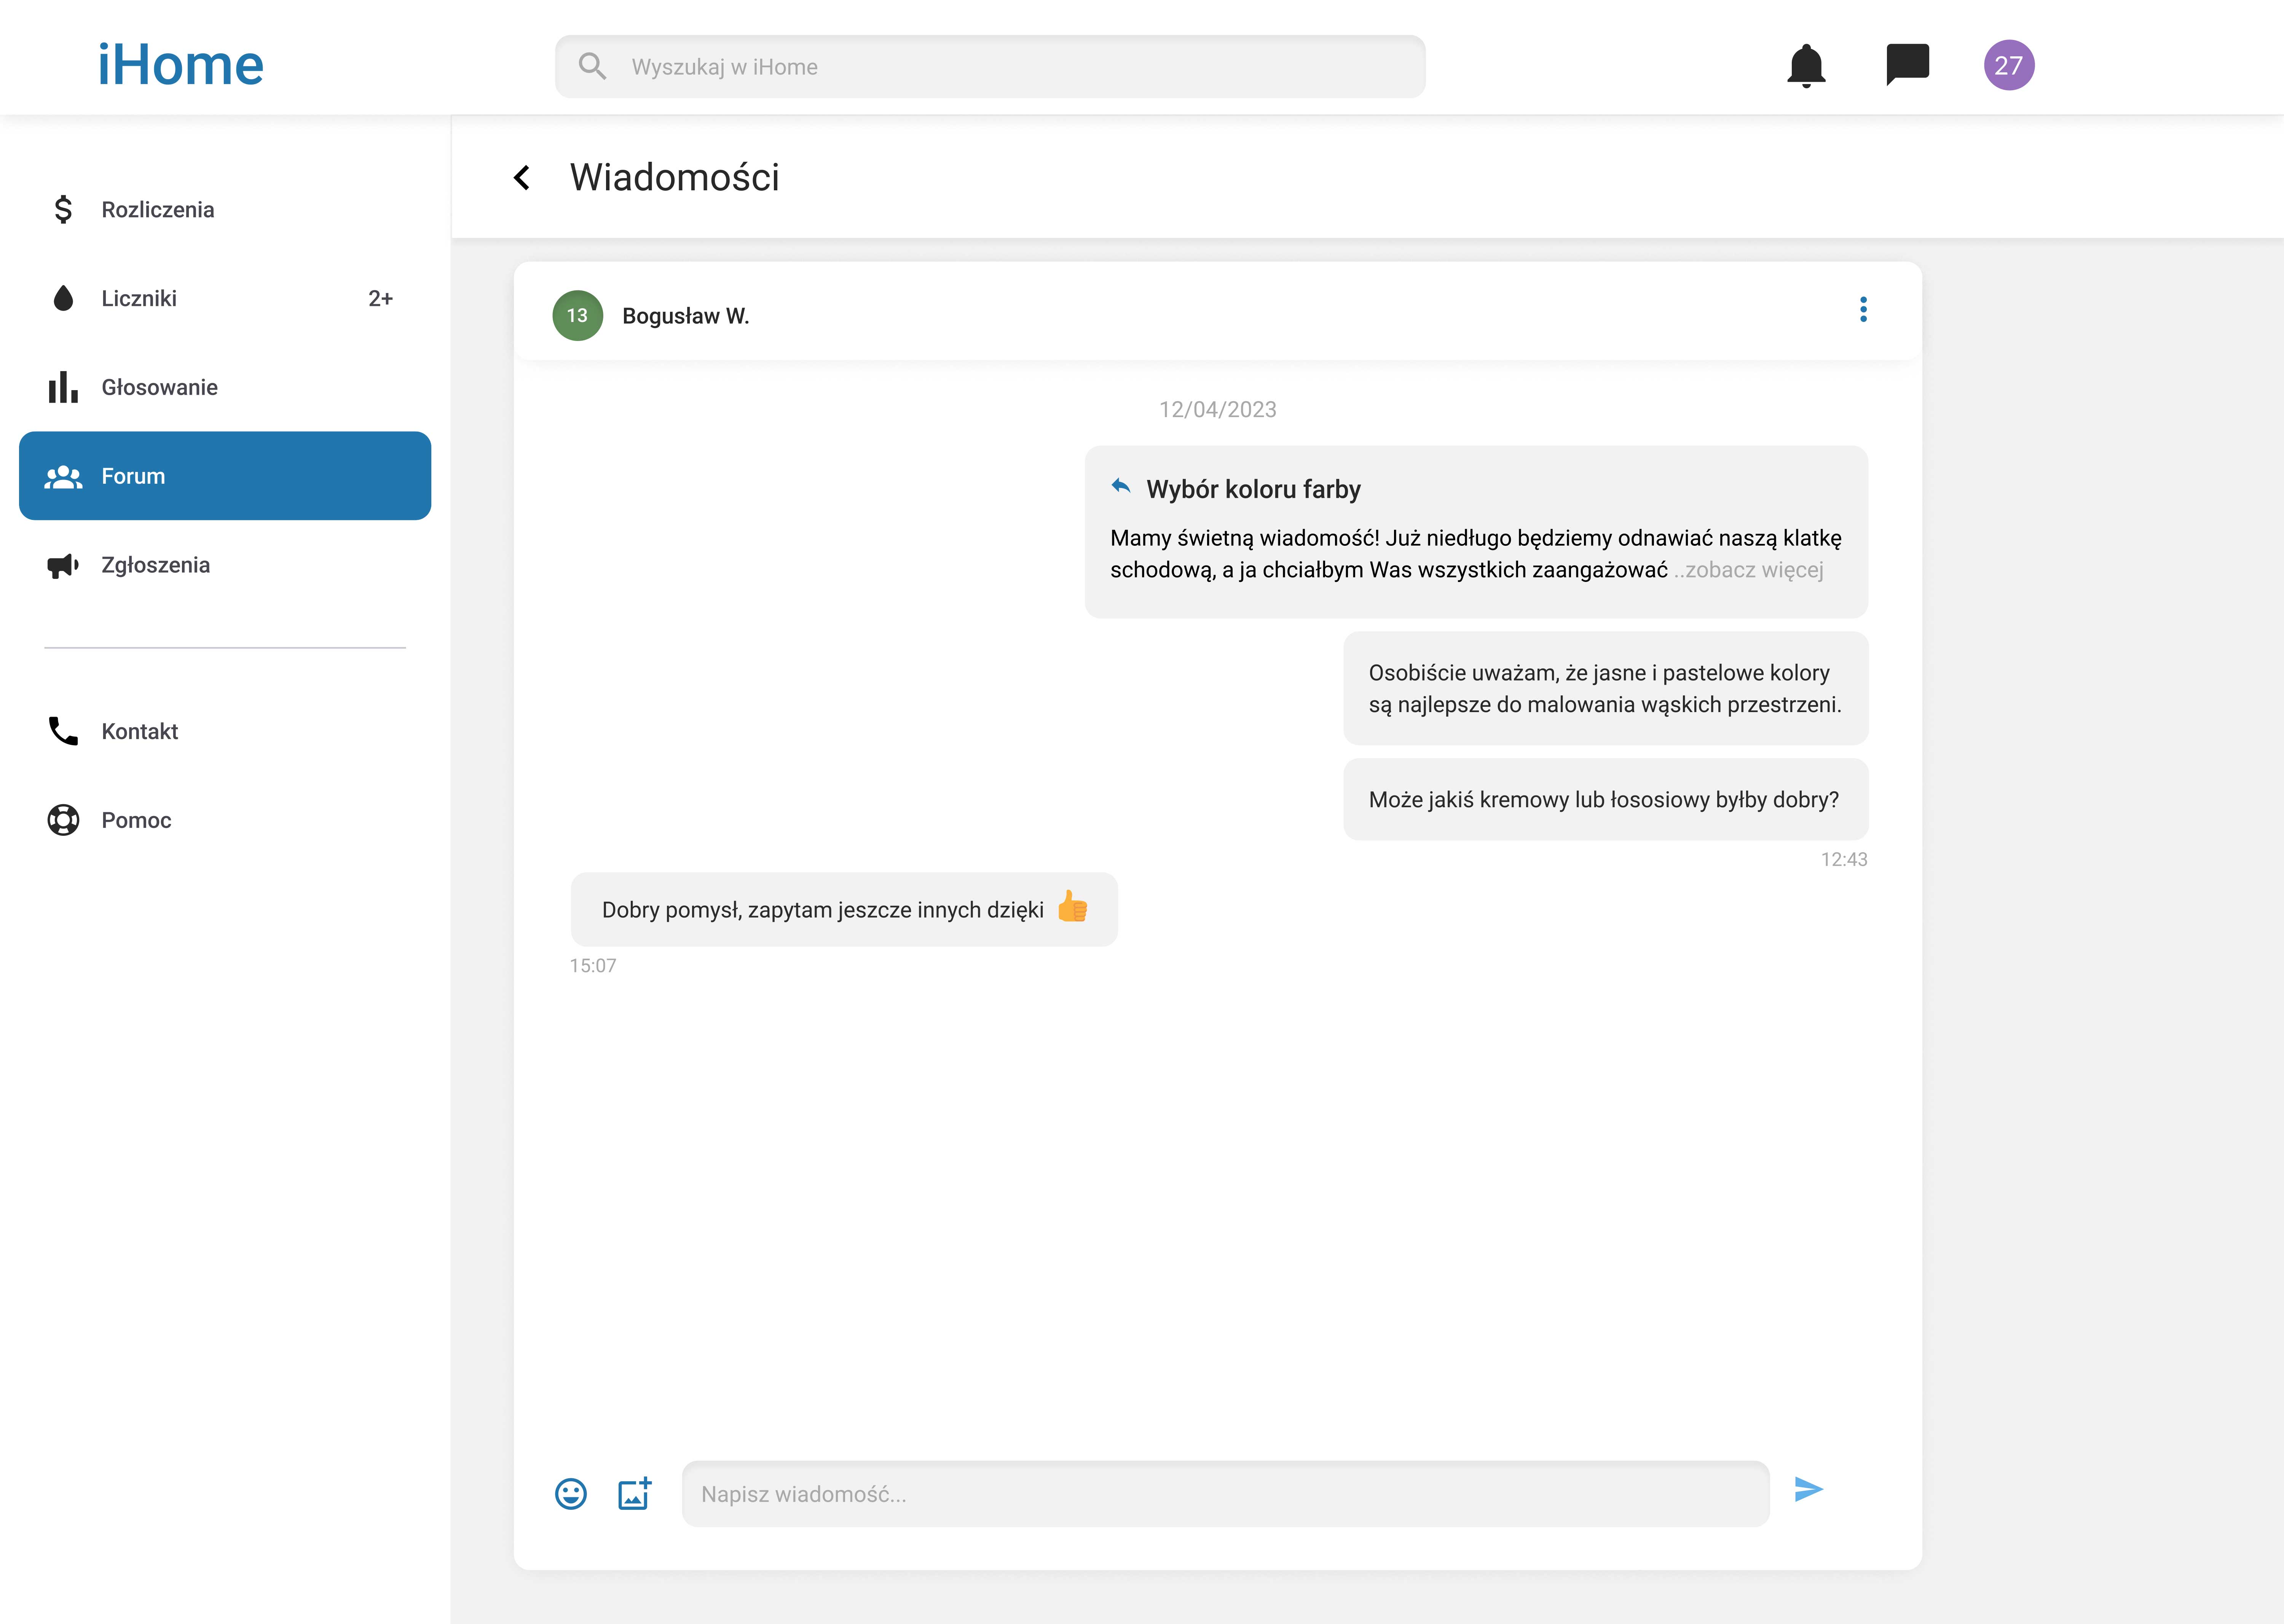 iHome
Wyszukaj w iHome
27
Rozliczenia
Liczniki 2+
Głosowanie
Forum
Zgłoszenia
Kontakt
Pomoc
Wiadomości
13 Bogusław W.
12/04/2023
Wybór koloru farby
Mamy świetną wiadomość! Już niedługo będziemy odnawiać naszą klatkę
schodową, a ja chciałbym Was wszystkich zaangażować ..zobacz więcej
Osobiście uważam, że jasne i pastelowe kolory
są najlepsze do malowania wąskich przestrzeni.
Może jakiś kremowy lub łososiowy byłby dobry?
12:43
Dobry pomysł, zapytam jeszcze innych dzięki 👍
15:07
Napisz wiadomość...